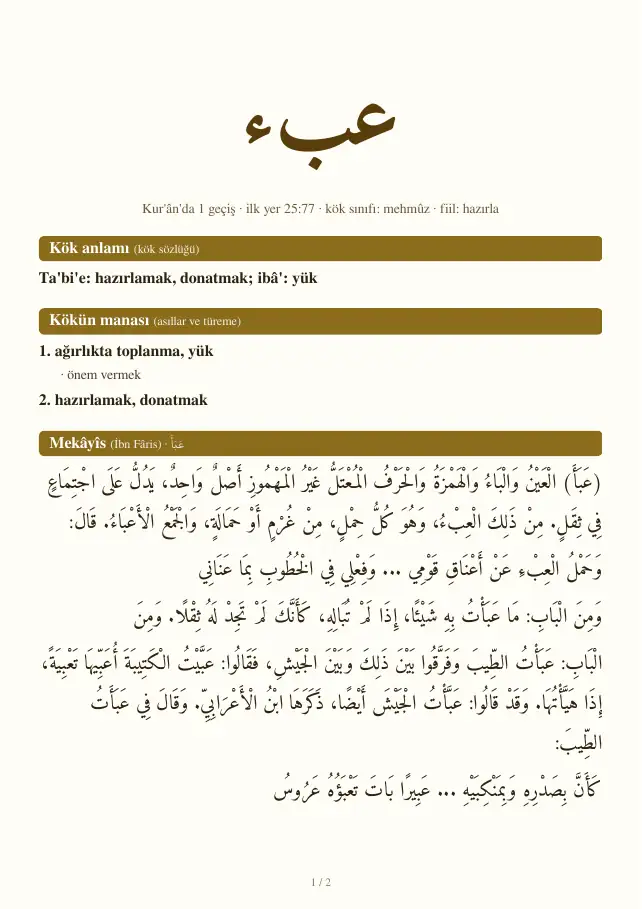 عبء
Kur'ân'da 1 geçiş · ilk yer 25:77 · kök sınıfı: mehmûz · fiil: hazırla
Kök anlamı (kök sözlüğü)
Ta'bi'e: hazırlamak, donatmak; ibâ': yük
Kökün manası (asıllar ve türeme)
1. ağırlıkta toplanma, yük
· önem vermek
2. hazırlamak, donatmak
Mekâyîs (İbn Fâris) · عَبَأَ
(عَبَأَ) الْعَيْنُ وَالْبَاءُ وَالْهَمْزَةُ وَالْحَرْفُ الْمُعْتَلُّ غَيْرُ الْمَهْمُوزِ أَصْلٌ وَاحِدٌ، يَدُلُّ عَلَى اجْتِمَاعٍ
فِي ثِقَلٍ. مِنْ ذَلِكَ الْعِبْءُ، وَهُوَ كُلُّ حِمْلٍ، مِنْ غُرْمٍ أَوْ حَمَالَةٍ، وَالْجَمْعُ الْأَعْبَاءُ. قَالَ:
وَحَمْلُ الْعِبْءِ عَنْ أَعْنَاقِ قَوْمِي ... وَفِعْلِي فِي الْخُطُوبِ بِمَا عَنَانِي
وَمِنَ الْبَابِ: مَا عَبَأْتُ بِهِ شَيْئًا، إِذَا لَمْ تُبَالِهِ، كَأَنَّكَ لَمْ تَجِدْ لَهُ ثِقْلًا. وَمِنَ
الْبَابِ: عَبَأْتُ الطِّيبَ وَفَرَّقُوا بَيْنَ ذَلِكَ وَبَيْنَ الْجَيْشِ، فَقَالُوا: عَبَّيْتُ الْكَتِيبَةَ أُعَبِّيهَا تَعْبِيَةً،
إِذَا هَيَّأْتُهَا. وَقَدْ قَالُوا: عَبَّأْتُ الْجَيْشَ أَيْضًا، ذَكَرَهَا ابْنُ الْأَعْرَابِيِّ. وَقَالَ فِي عَبَأْتُ
الطِّيبَ:
كَأَنَّ بِصَدْرِهِ وَبِمَنْكِبَيْهِ ... عَبِيرًا بَاتَ تَعْبَؤُهُ عَرُوسُ
1 / 2